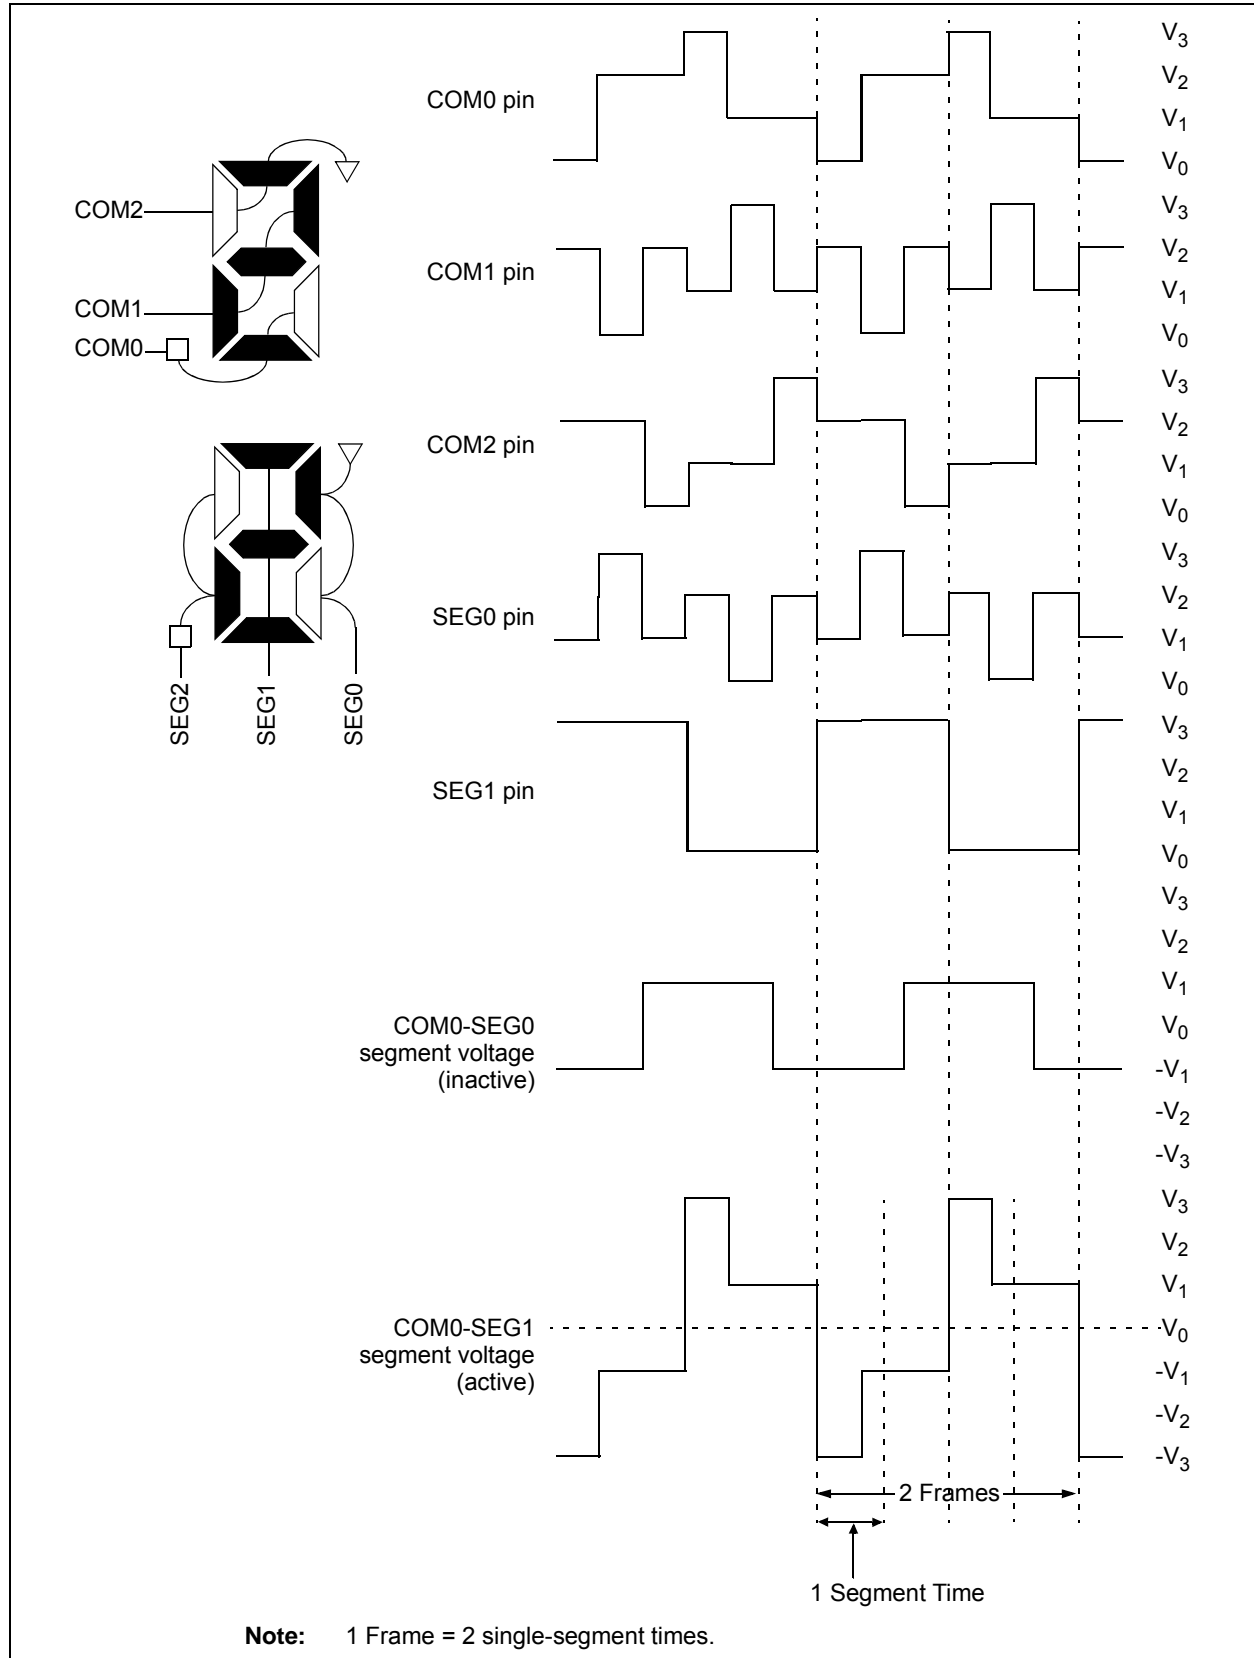 COM2
COM1
COM0
SEG2
SEG1
SEG0
COM0 pin
V3
V2
V1
V0
COM1 pin
V3
V2
V1
V0
COM2 pin
V3
V2
V1
V0
SEG0 pin
V3
V2
V1
V0
SEG1 pin
V3
V2
V1
V0
COM0-SEG0
segment voltage
(inactive)
V3
V2
V1
V0
-V1
-V2
-V3
COM0-SEG1
segment voltage
(active)
V3
V2
V1
V0
-V1
-V2
-V3
2 Frames
1 Segment Time
Note: 1 Frame = 2 single-segment times.